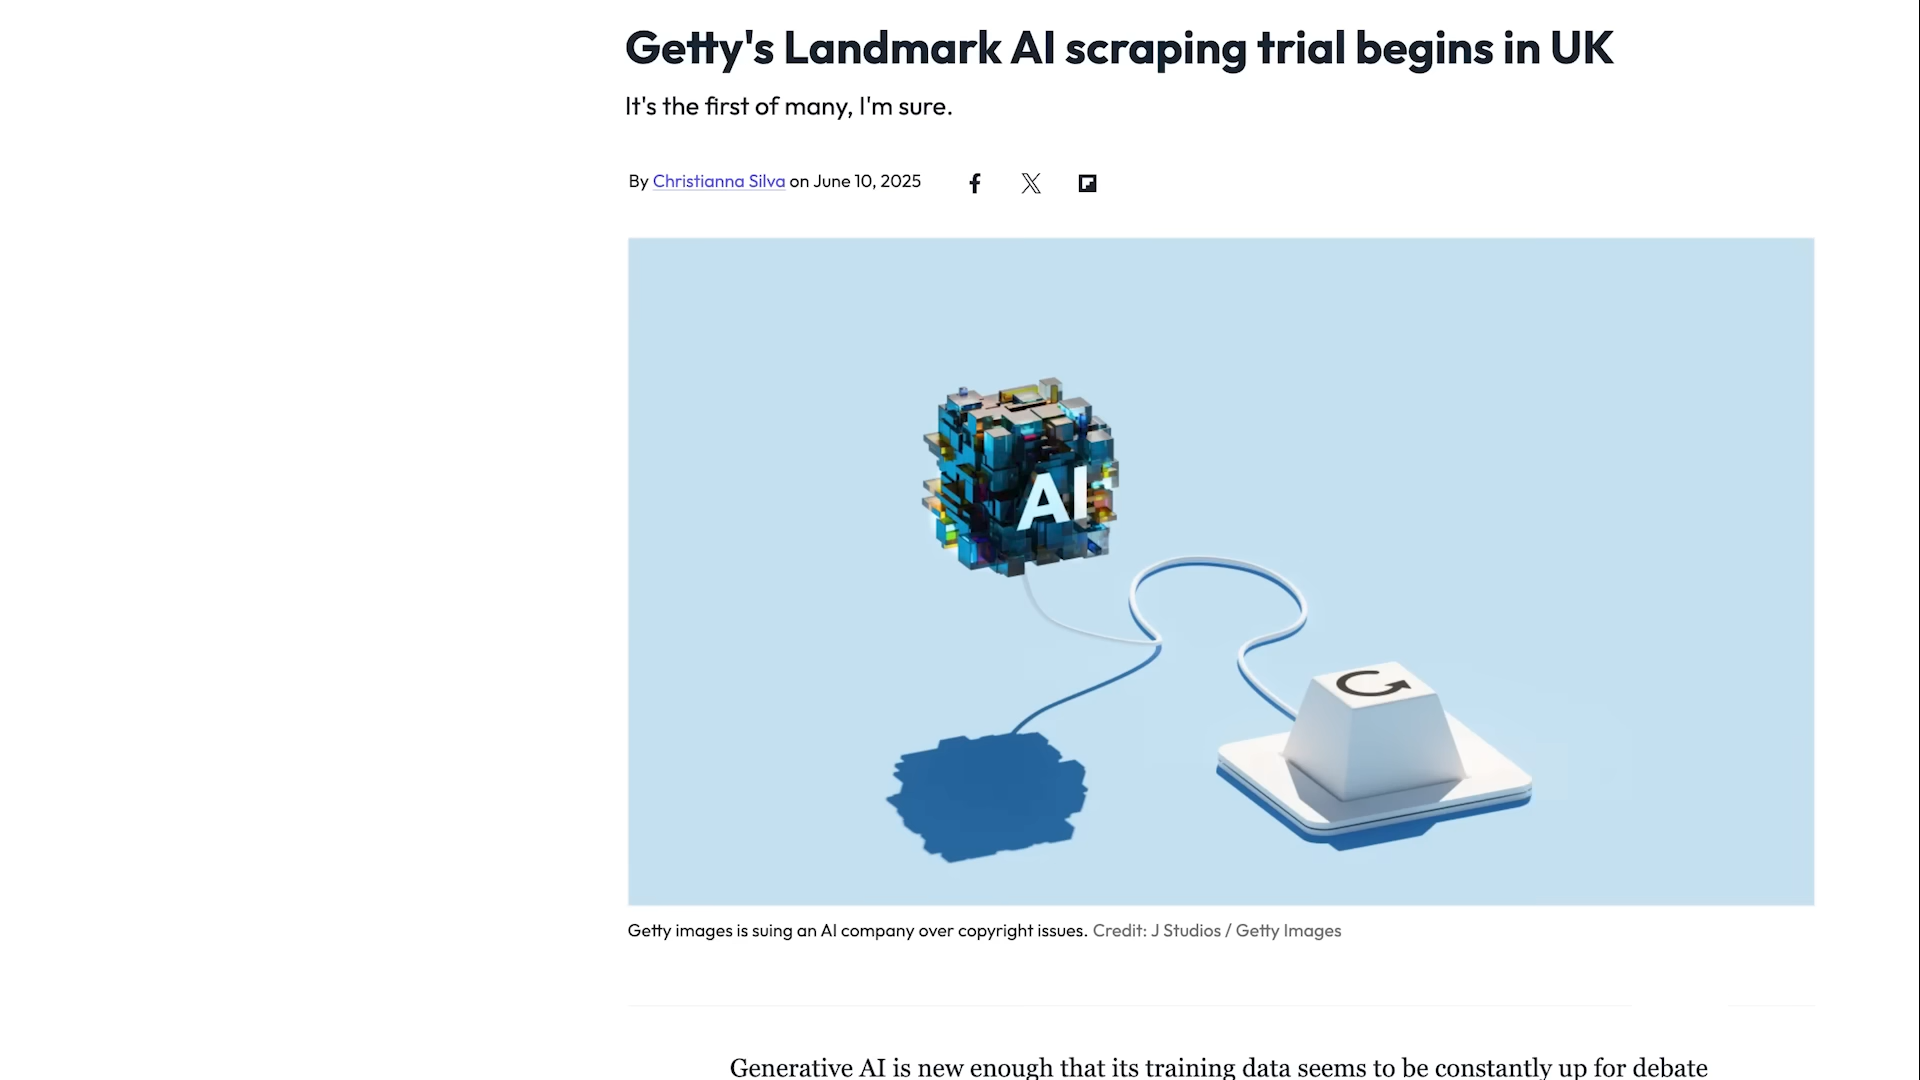 Getty's Landmark AI scraping trial begins in UK
It's the first of many, I'm sure.
By Christianna Silva on June 10, 2025
AI
Getty images is suing an AI company over copyright issues. Credit: J Studios / Getty Images
Generative AI is new enough that its training data seems to be constantly up for debate